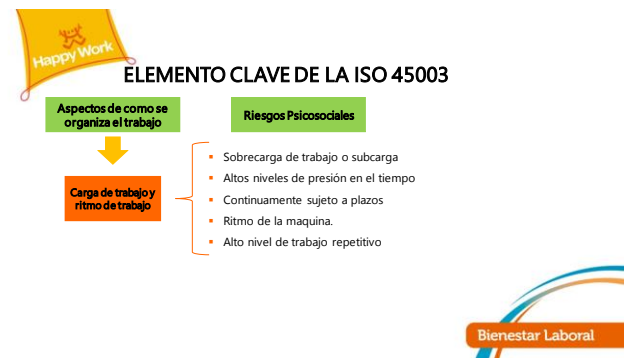 Happy Work
ELEMENTO CLAVE DE LA ISO 45003
Aspectos de como se
organiza el trabajo
Riesgos Psicosociales
Carga de trabajo y
ritmo de trabajo
▪ Sobrecarga de trabajo o subcarga
▪ Altos niveles de presión en el tiempo
▪ Continuamente sujeto a plazos
▪ Ritmo de la maquina.
▪ Alto nivel de trabajo repetitivo
Bienestar Laboral